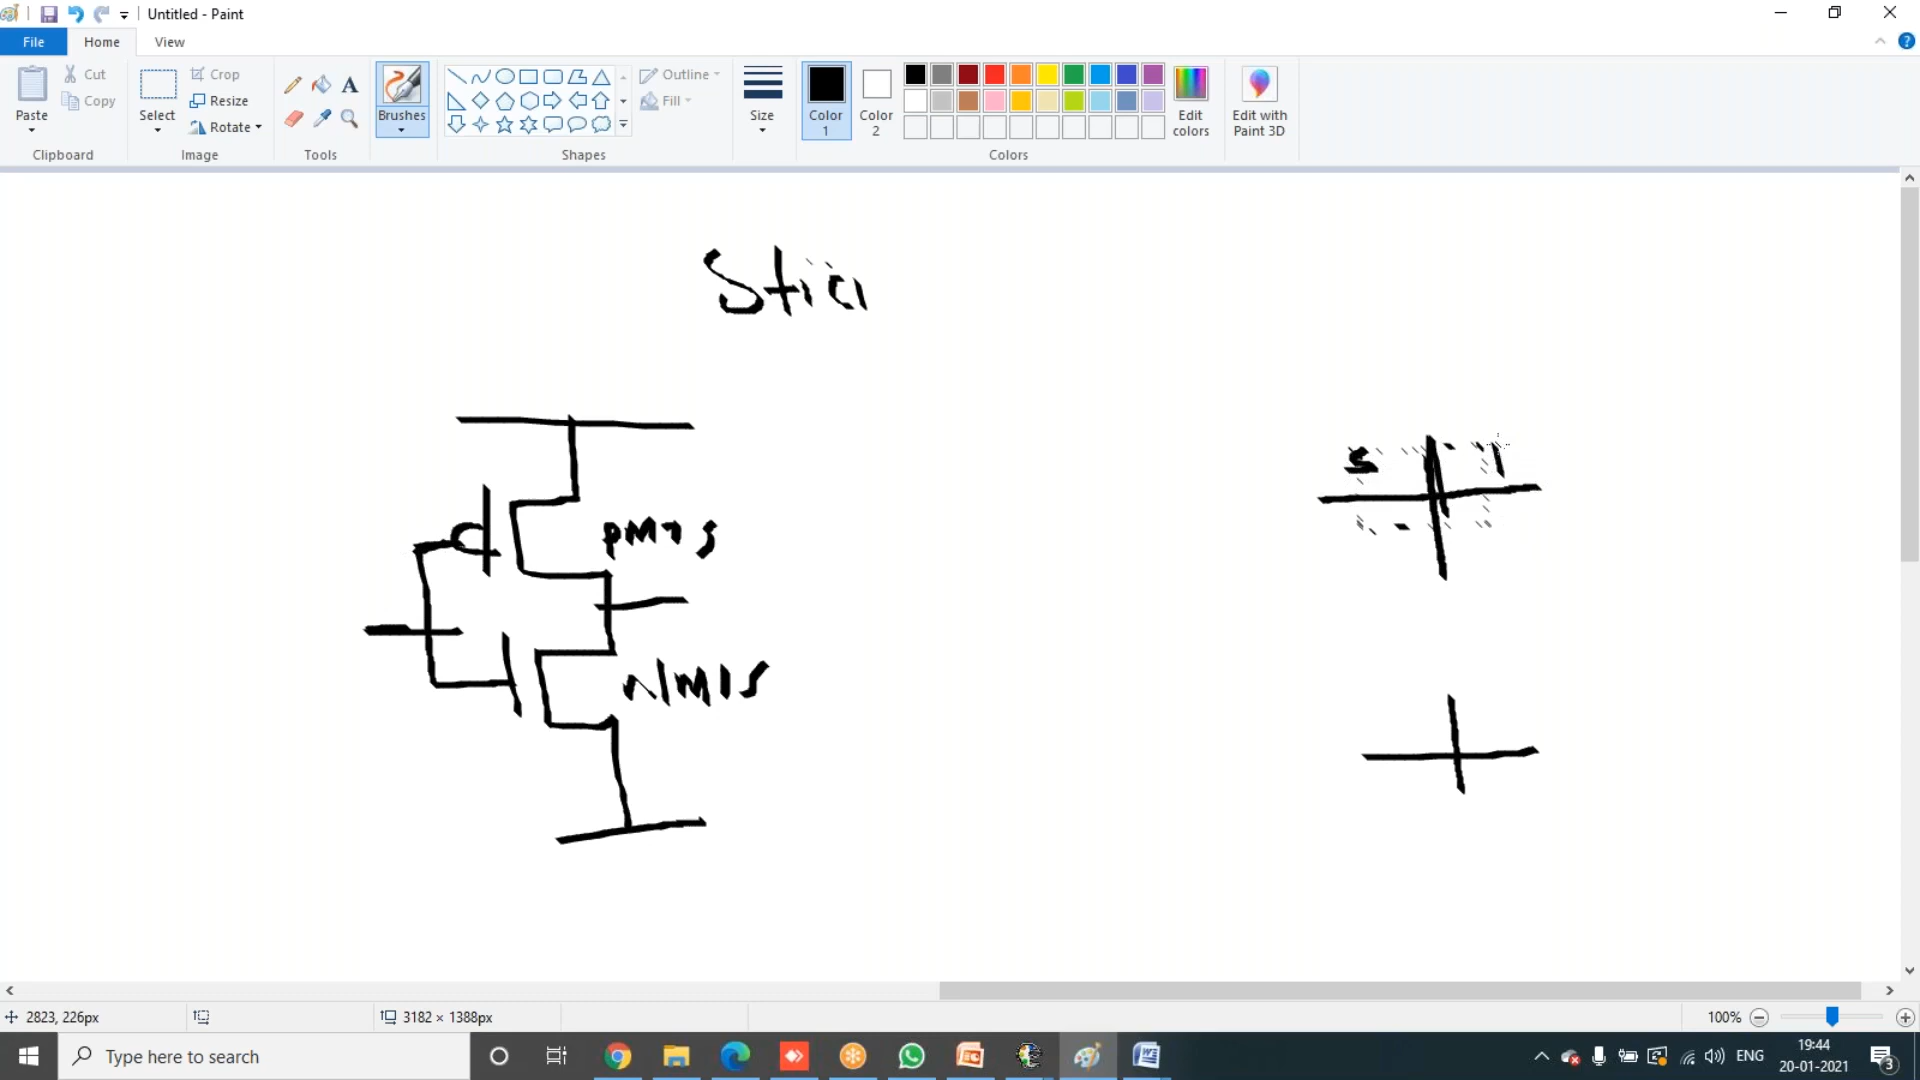 Untitled - Paint
File Home View
Paste
Cut
Copy
Clipboard
Select
Crop
Resize
Rotate
Image
Tools
Brushes
Shapes
Outline
Fill
Size
Color 1
Color 2
Edit colors
Colors
Edit with Paint 3D
Stic
S
PMOS
NMOS
2823, 226px
3182 × 1388px
100%
Type here to search
ENG
19:44
20-01-2021
3